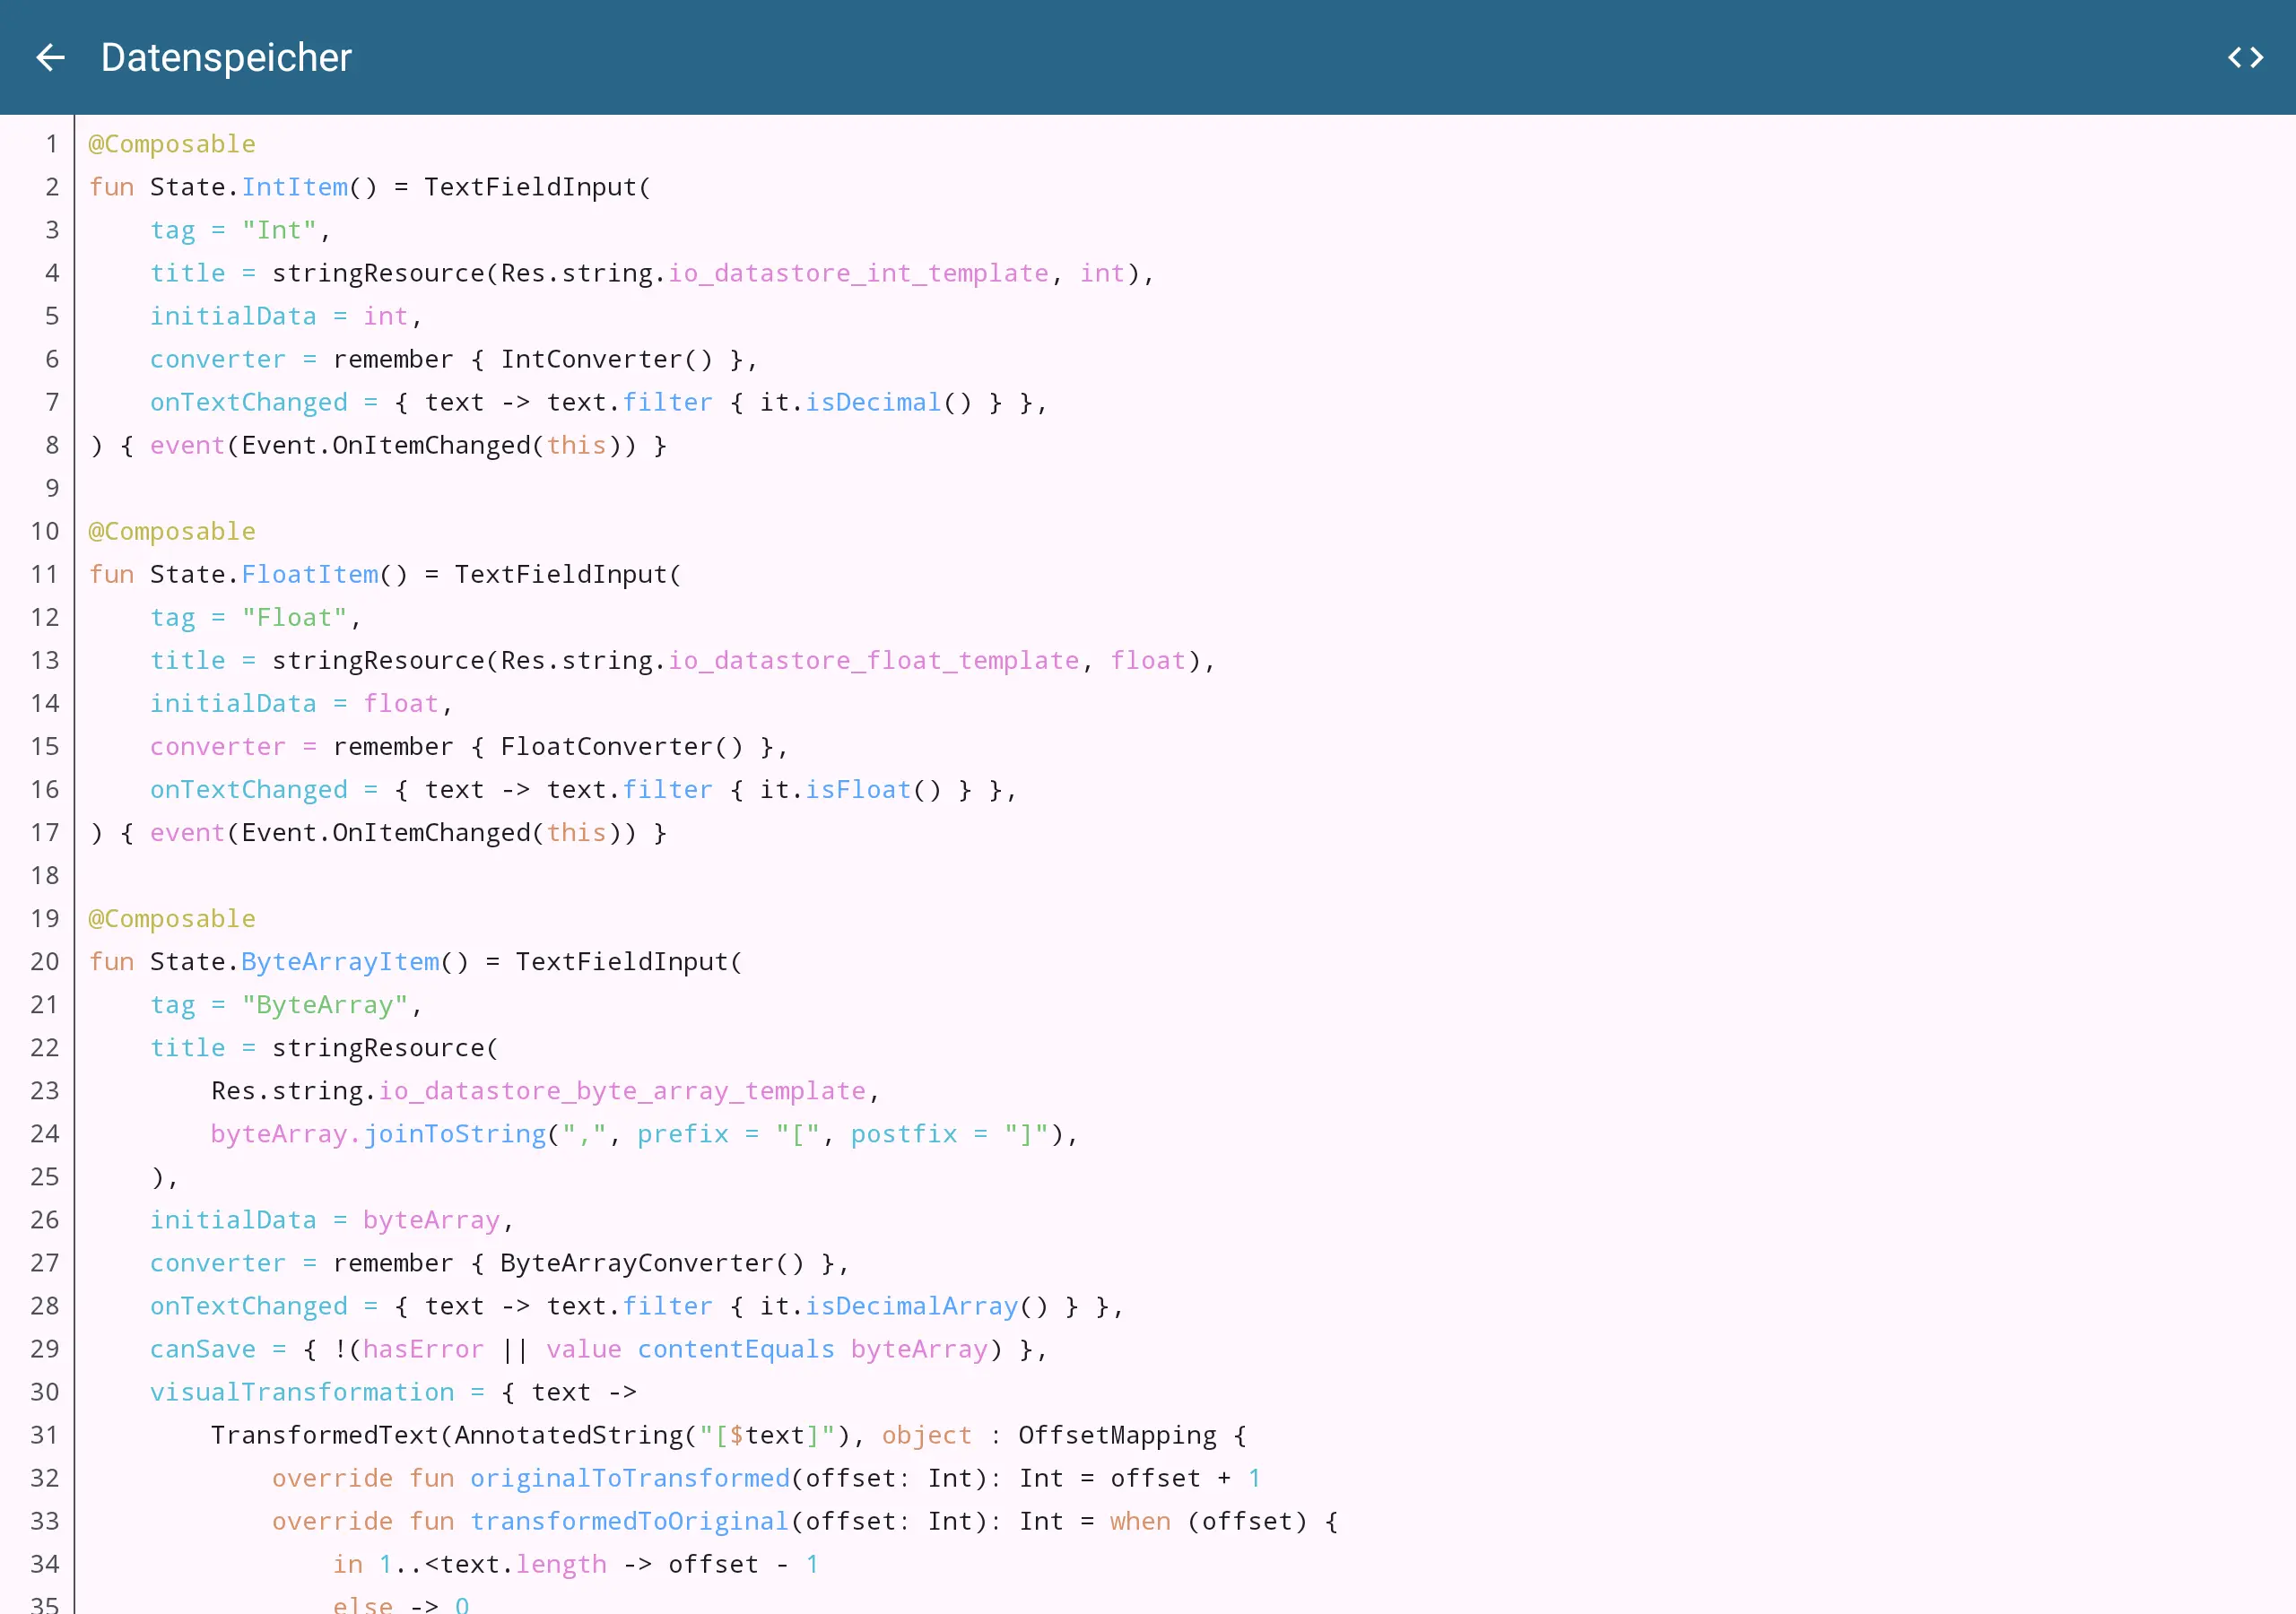 Datenspeicher
1 @Composable
2 fun State.IntItem() = TextFieldInput(
3     tag = "Int",
4     title = stringResource(Res.string.io_datastore_int_template, int),
5     initialData = int,
6     converter = remember { IntConverter() },
7     onTextChanged = { text -> text.filter { it.isDecimal() } },
8 ) { event(Event.OnItemChanged(this)) }
9
10 @Composable
11 fun State.FloatItem() = TextFieldInput(
12     tag = "Float",
13     title = stringResource(Res.string.io_datastore_float_template, float),
14     initialData = float,
15     converter = remember { FloatConverter() },
16     onTextChanged = { text -> text.filter { it.isFloat() } },
17 ) { event(Event.OnItemChanged(this)) }
18
19 @Composable
20 fun State.ByteArrayItem() = TextFieldInput(
21     tag = "ByteArray",
22     title = stringResource(
23         Res.string.io_datastore_byte_array_template,
24         byteArray.joinToString(",", prefix = "[", postfix = "]"),
25     ),
26     initialData = byteArray,
27     converter = remember { ByteArrayConverter() },
28     onTextChanged = { text -> text.filter { it.isDecimalArray() } },
29     canSave = { !(hasError || value contentEquals byteArray) },
30     visualTransformation = { text ->
31         TransformedText(AnnotatedString("[$text]"), object : OffsetMapping {
32             override fun originalToTransformed(offset: Int): Int = offset + 1
33             override fun transformedToOriginal(offset: Int): Int = when (offset) {
34                 in 1..<text.length -> offset - 1
35                 else -> 0